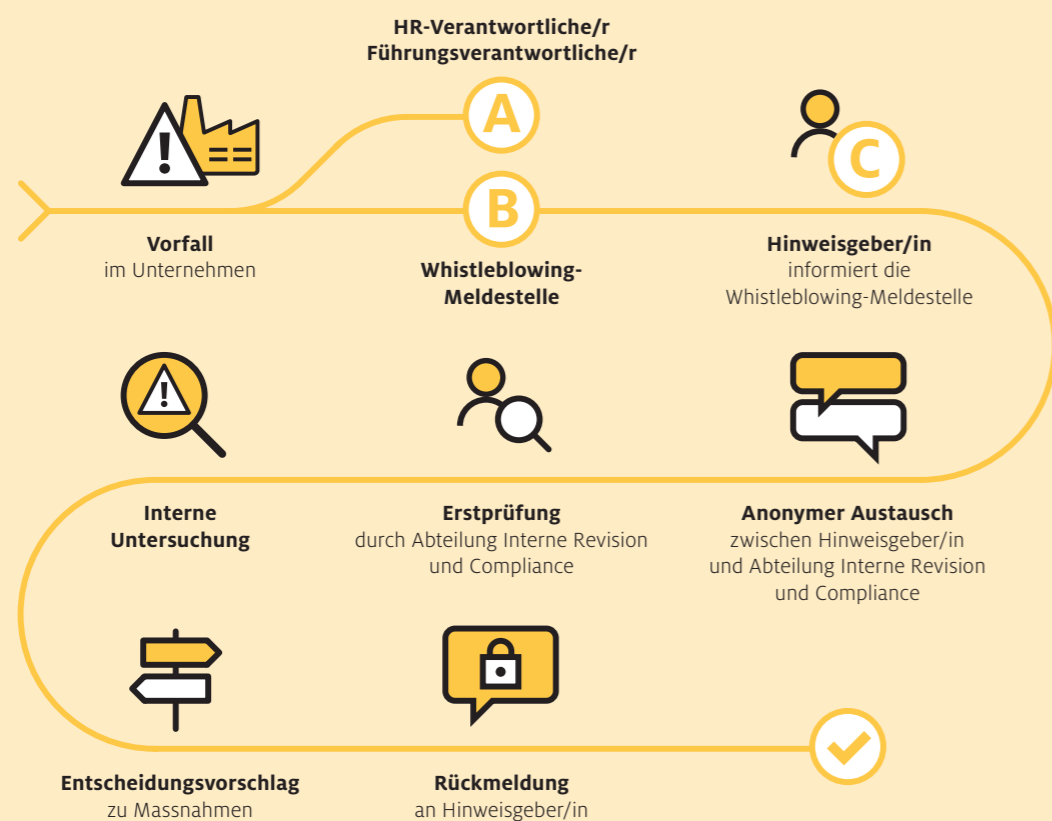 HR-Verantwortliche/r
Führungsverantwortliche/r
A
C
B
Vorfall
im Unternehmen
Whistleblowing-
Meldestelle
Hinweisgeber/in
informiert die
Whistleblowing-Meldestelle
Interne
Untersuchung
Erstprüfung
durch Abteilung Interne Revision
und Compliance
Anonymer Austausch
zwischen Hinweisgeber/in
und Abteilung Interne Revision
und Compliance
Entscheidungsvorschlag
zu Massnahmen
Rückmeldung
an Hinweisgeber/in